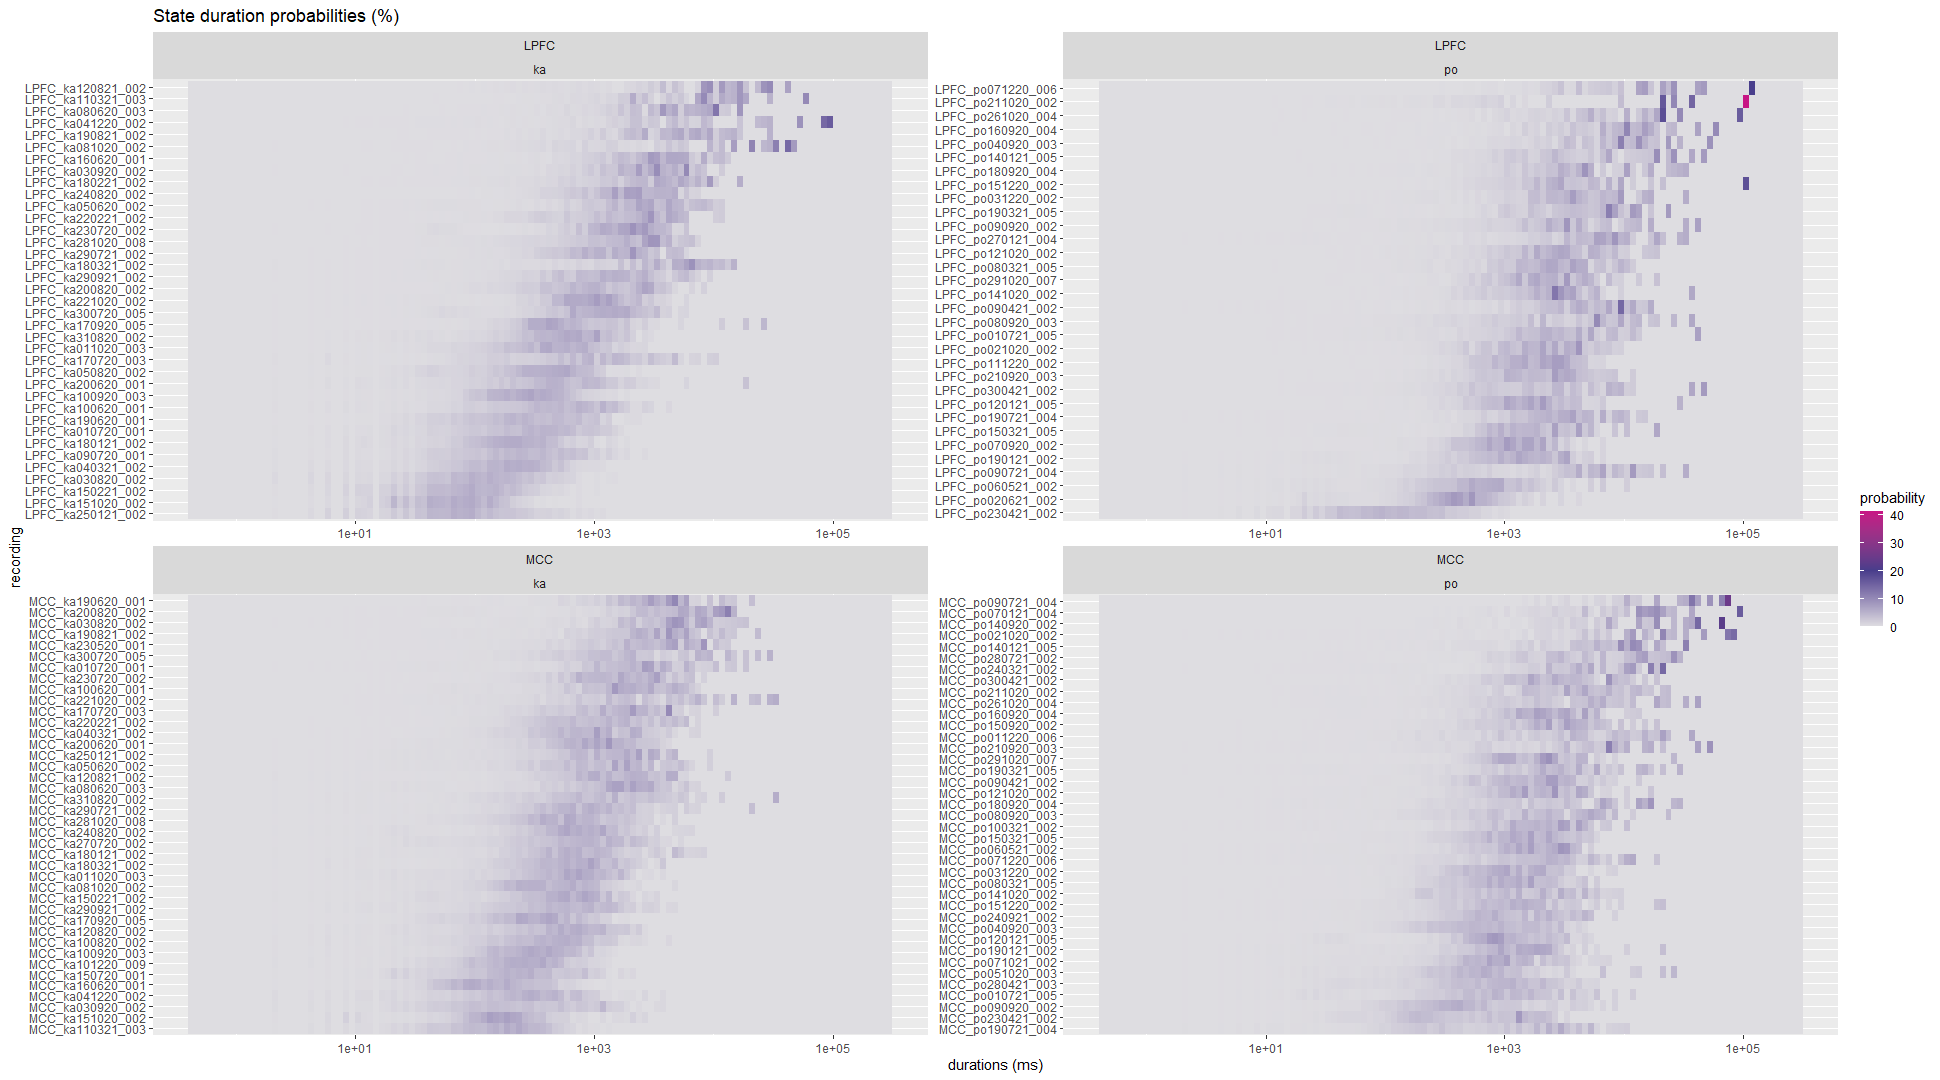 State duration probabilities (%)
LPFC
ka
LPFC_ka120821_002
LPFC_ka110321_003
LPFC_ka080620_003
LPFC_ka041220_002
LPFC_ka190821_002
LPFC_ka081020_002
LPFC_ka160620_001
LPFC_ka030920_002
LPFC_ka180221_002
LPFC_ka240820_002
LPFC_ka050620_002
LPFC_ka220221_002
LPFC_ka230720_002
LPFC_ka281020_008
LPFC_ka290721_002
LPFC_ka180321_002
LPFC_ka290921_002
LPFC_ka200820_002
LPFC_ka221020_002
LPFC_ka300720_005
LPFC_ka170920_005
LPFC_ka310820_002
LPFC_ka011020_003
LPFC_ka170720_003
LPFC_ka050820_002
LPFC_ka200620_001
LPFC_ka100920_003
LPFC_ka100620_001
LPFC_ka190620_001
LPFC_ka010720_001
LPFC_ka180121_002
LPFC_ka090720_001
LPFC_ka040321_002
LPFC_ka030820_002
LPFC_ka150221_002
LPFC_ka151020_002
LPFC_ka250121_002
1e+01 1e+03 1e+05
LPFC
po
LPFC_po071220_006
LPFC_po211020_002
LPFC_po261020_004
LPFC_po160920_004
LPFC_po040920_003
LPFC_po140121_005
LPFC_po180920_004
LPFC_po151220_002
LPFC_po031220_002
LPFC_po190321_005
LPFC_po090920_002
LPFC_po270121_004
LPFC_po121020_002
LPFC_po080321_005
LPFC_po291020_007
LPFC_po141020_002
LPFC_po090421_002
LPFC_po080920_003
LPFC_po010721_005
LPFC_po021020_002
LPFC_po111220_002
LPFC_po210920_003
LPFC_po300421_002
LPFC_po120121_005
LPFC_po190721_004
LPFC_po150321_005
LPFC_po070920_002
LPFC_po190121_002
LPFC_po090721_004
LPFC_po060521_002
LPFC_po020621_002
LPFC_po230421_002
1e+01 1e+03 1e+05
recording
MCC
ka
MCC_ka190620_001
MCC_ka200820_002
MCC_ka030820_002
MCC_ka190821_002
MCC_ka230520_001
MCC_ka300720_005
MCC_ka010720_001
MCC_ka230720_002
MCC_ka100620_001
MCC_ka221020_002
MCC_ka170720_003
MCC_ka220221_002
MCC_ka040321_002
MCC_ka200620_001
MCC_ka250121_002
MCC_ka050620_002
MCC_ka120821_002
MCC_ka080620_003
MCC_ka310820_002
MCC_ka290721_002
MCC_ka281020_008
MCC_ka240820_002
MCC_ka270720_002
MCC_ka180121_002
MCC_ka180321_002
MCC_ka011020_003
MCC_ka081020_002
MCC_ka150221_002
MCC_ka290921_002
MCC_ka170920_005
MCC_ka120820_002
MCC_ka100820_002
MCC_ka100920_003
MCC_ka101220_009
MCC_ka150720_001
MCC_ka160620_001
MCC_ka041220_002
MCC_ka030920_002
MCC_ka151020_002
MCC_ka110321_003
1e+01 1e+03 1e+05
MCC
po
MCC_po090721_004
MCC_po070121_004
MCC_po140920_002
MCC_po021020_002
MCC_po140121_005
MCC_po280721_002
MCC_po240321_002
MCC_po300421_002
MCC_po211020_002
MCC_po261020_004
MCC_po160920_004
MCC_po150920_002
MCC_po011220_006
MCC_po210920_003
MCC_po291020_007
MCC_po190321_005
MCC_po090421_002
MCC_po121020_002
MCC_po180920_004
MCC_po080920_003
MCC_po100321_002
MCC_po150321_005
MCC_po060521_002
MCC_po071220_006
MCC_po031220_002
MCC_po080321_005
MCC_po141020_002
MCC_po151220_002
MCC_po240921_002
MCC_po040920_003
MCC_po120121_005
MCC_po190121_002
MCC_po071021_002
MCC_po051020_003
MCC_po280421_003
MCC_po010721_005
MCC_po090920_002
MCC_po230421_002
MCC_po190721_004
1e+01 1e+03 1e+05
durations (ms)
probability
40
30
20
10
0